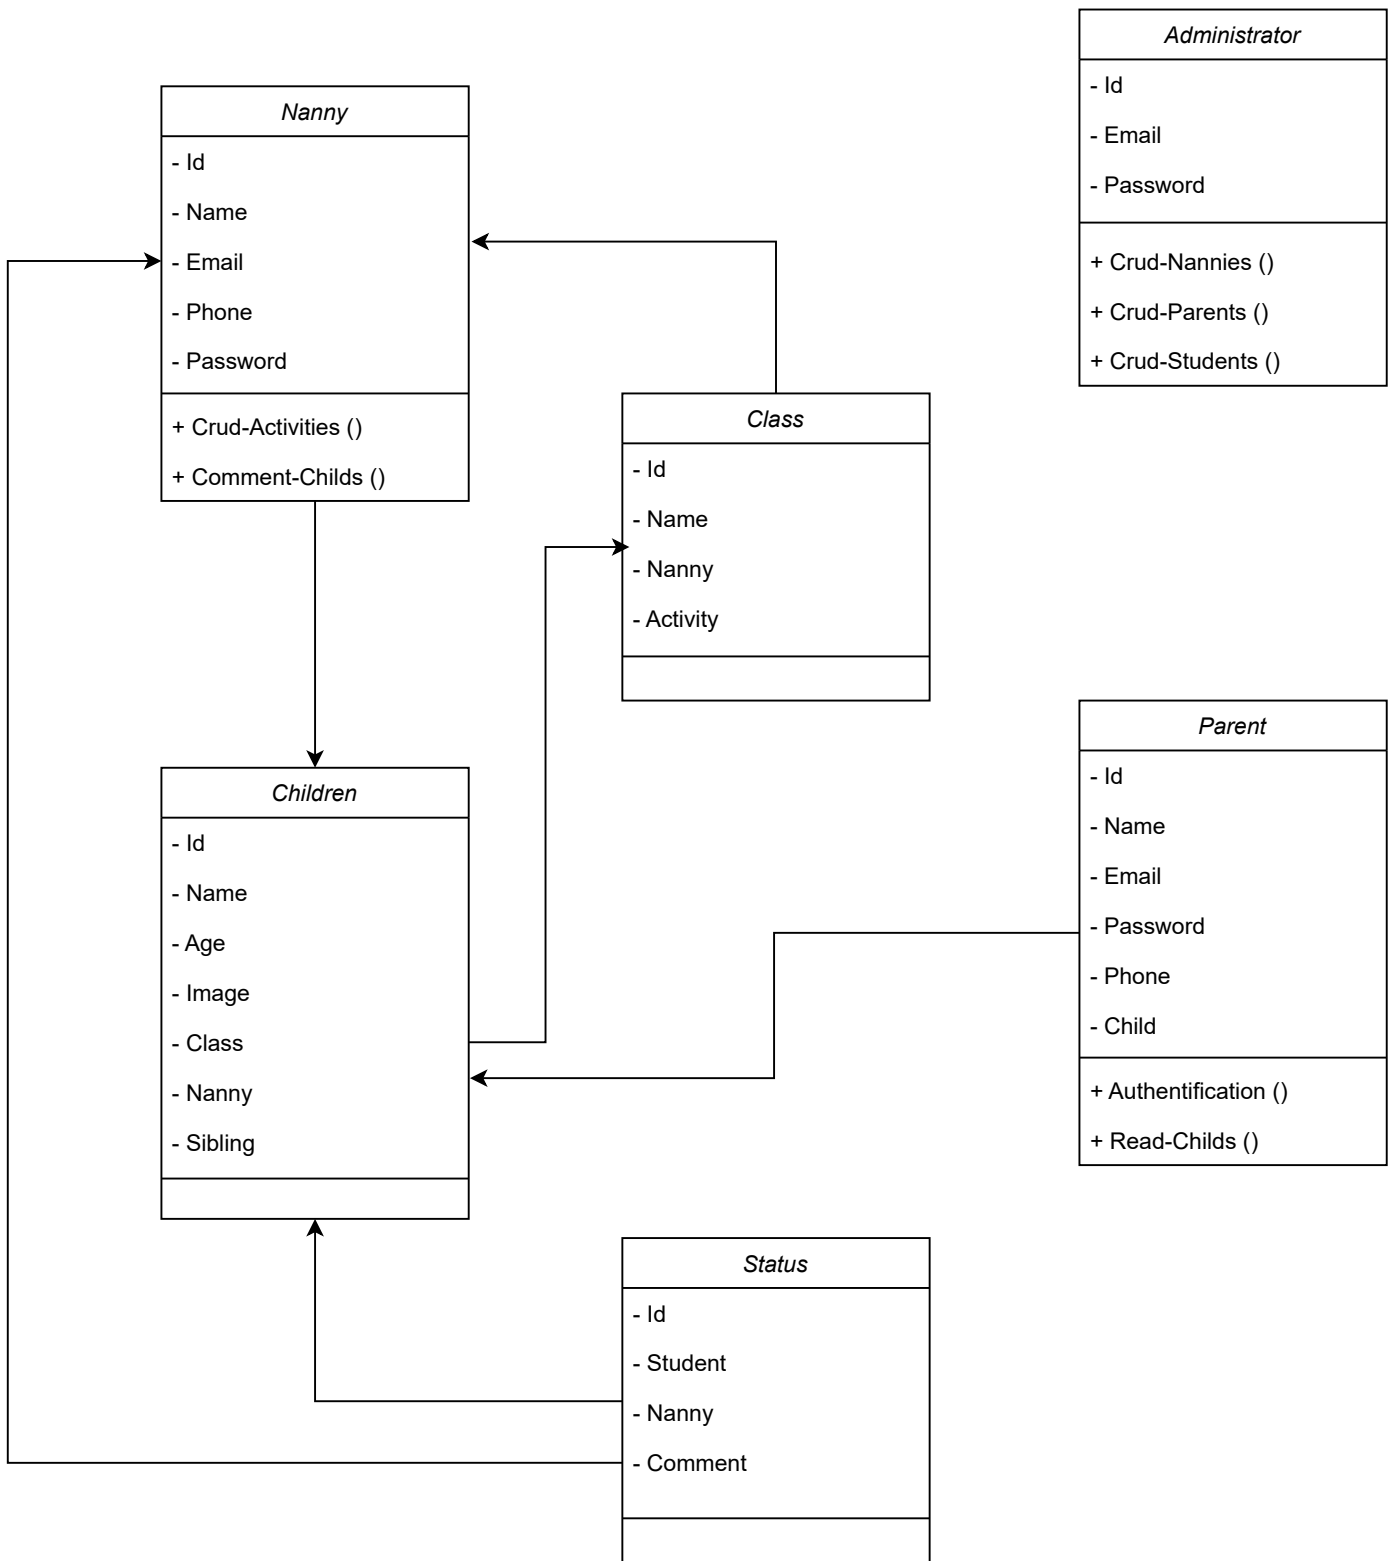 Administrator
- Id
- Email
- Password
+ Crud-Nannies ()
+ Crud-Parents ()
+ Crud-Students ()
Nanny
- Id
- Name
- Email
- Phone
- Password
+ Crud-Activities ()
+ Comment-Childs ()
Class
- Id
- Name
- Nanny
- Activity
Parent
- Id
- Name
- Email
- Password
- Phone
- Child
+ Authentification ()
+ Read-Childs ()
Children
- Id
- Name
- Age
- Image
- Class
- Nanny
- Sibling
Status
- Id
- Student
- Nanny
- Comment